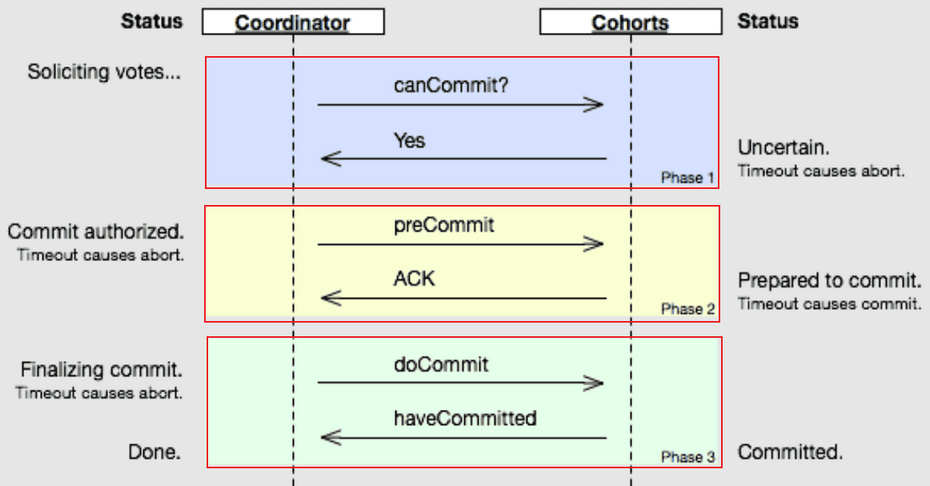 Status
Coordinator
Cohorts
Status
Soliciting votes...
canCommit?
Yes
Uncertain.
Timeout causes abort.
Phase 1
Commit authorized.
Timeout causes abort.
preCommit
ACK
Prepared to commit.
Timeout causes commit.
Phase 2
Finalizing commit.
Timeout causes abort.
doCommit
haveCommitted
Done.
Phase 3
Committed.